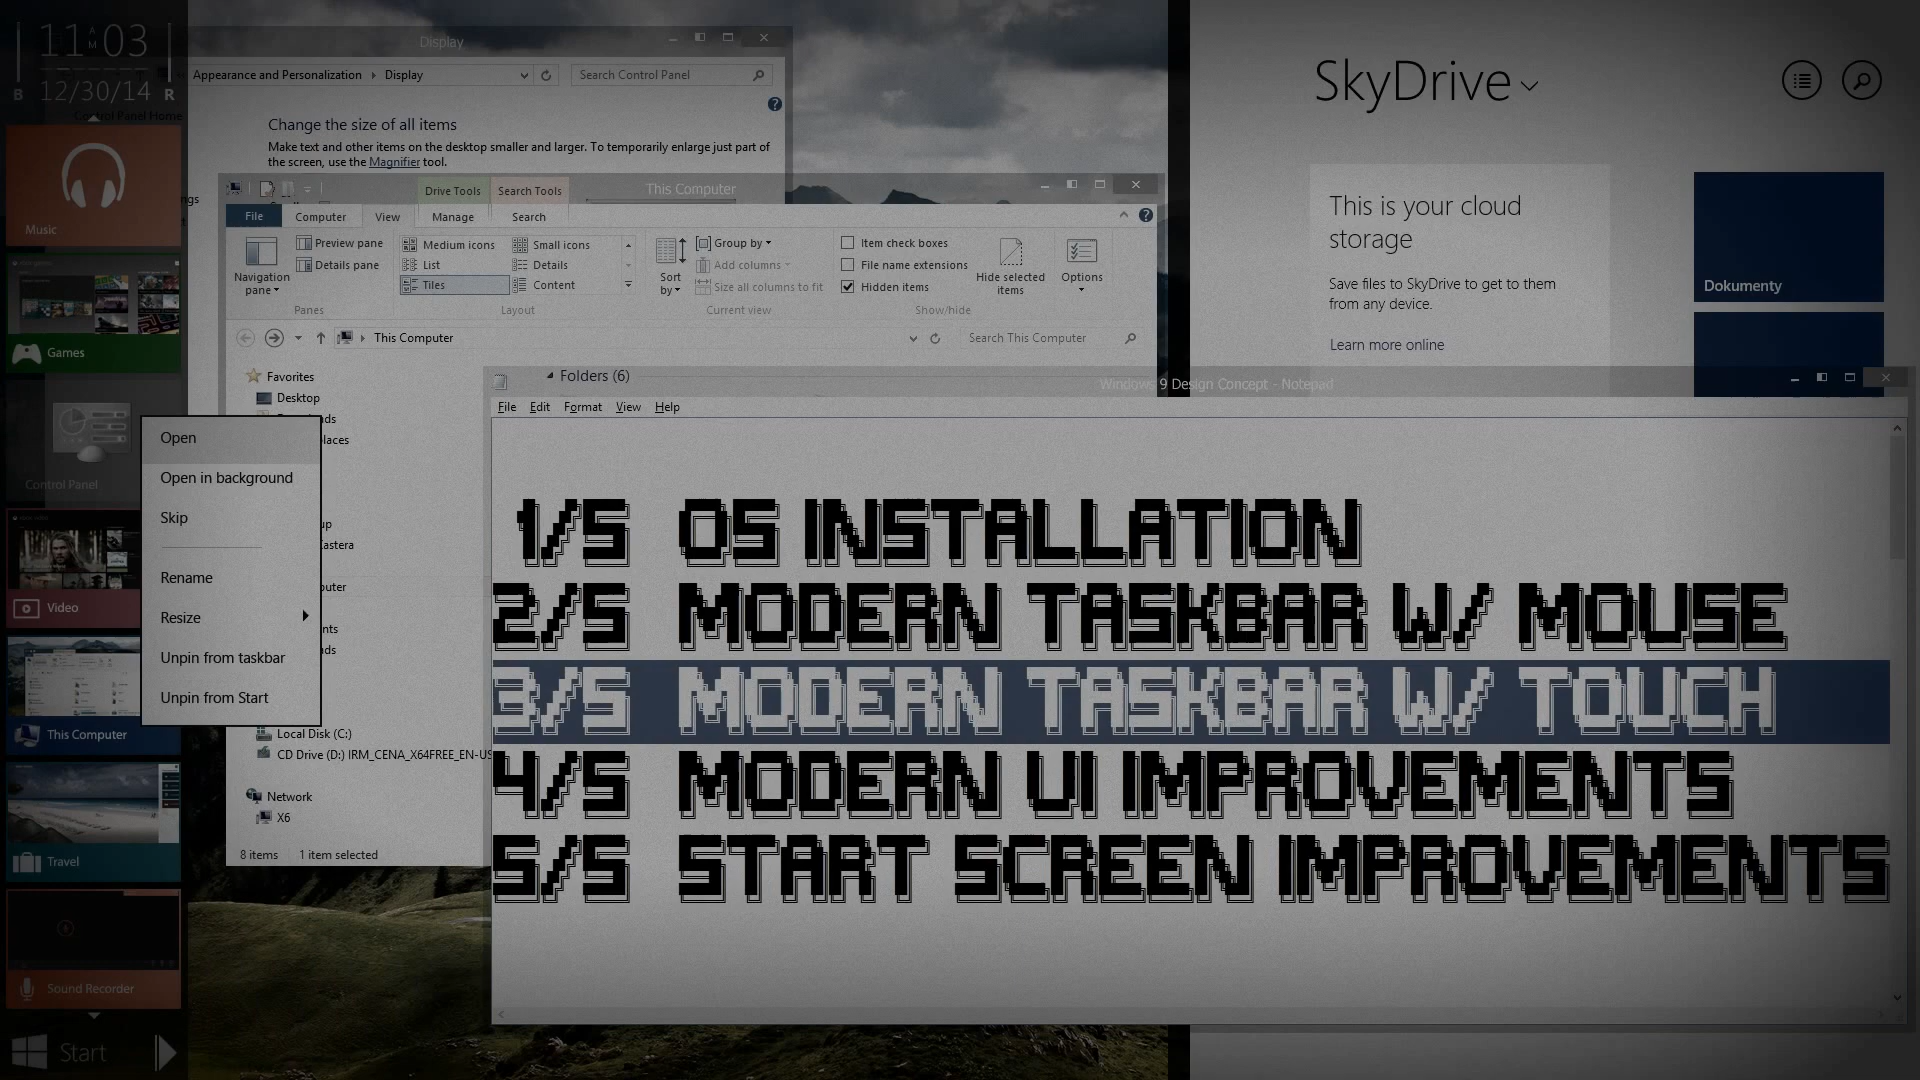 11 AM 03
12/30/14
B
R
Control Panel Home
Music
Games
Control Panel
Video
This Computer
Travel
Sound Recorder
Start
Display
Appearance and Personalization
Display
Search Control Panel
Change the size of all items
Make text and other items on the desktop smaller and larger. To temporarily enlarge just part of
the screen, use the Magnifier tool.
Drive Tools
Search Tools
This Computer
File
Computer
View
Manage
Search
Navigation
pane
Preview pane
Details pane
Panes
Medium icons
Small icons
List
Details
Tiles
Content
Layout
Sort
by
Group by
Add columns
Size all columns to fit
Current view
Item check boxes
File name extensions
Hidden items
Hide selected
items
Show/hide
Options
This Computer
Search This Computer
Favorites
Desktop
Folders (6)
Local Disk (C:)
CD Drive (D:) IRM_CENA_X64FREE_EN-US
Network
X6
8 items
1 item selected
Open
Open in background
Skip
Rename
Resize
Unpin from taskbar
Unpin from Start
SkyDrive
This is your cloud
storage
Save files to SkyDrive to get to them
from any device.
Learn more online
Dokumenty
Windows 9 Design Concept - Notepad
File Edit Format View Help
1/5 OS INSTALLATION
2/5 MODERN TASKBAR W/ MOUSE
3/5 MODERN TASKBAR W/ TOUCH
4/5 MODERN UI IMPROVEMENTS
5/5 START SCREEN IMPROVEMENTS